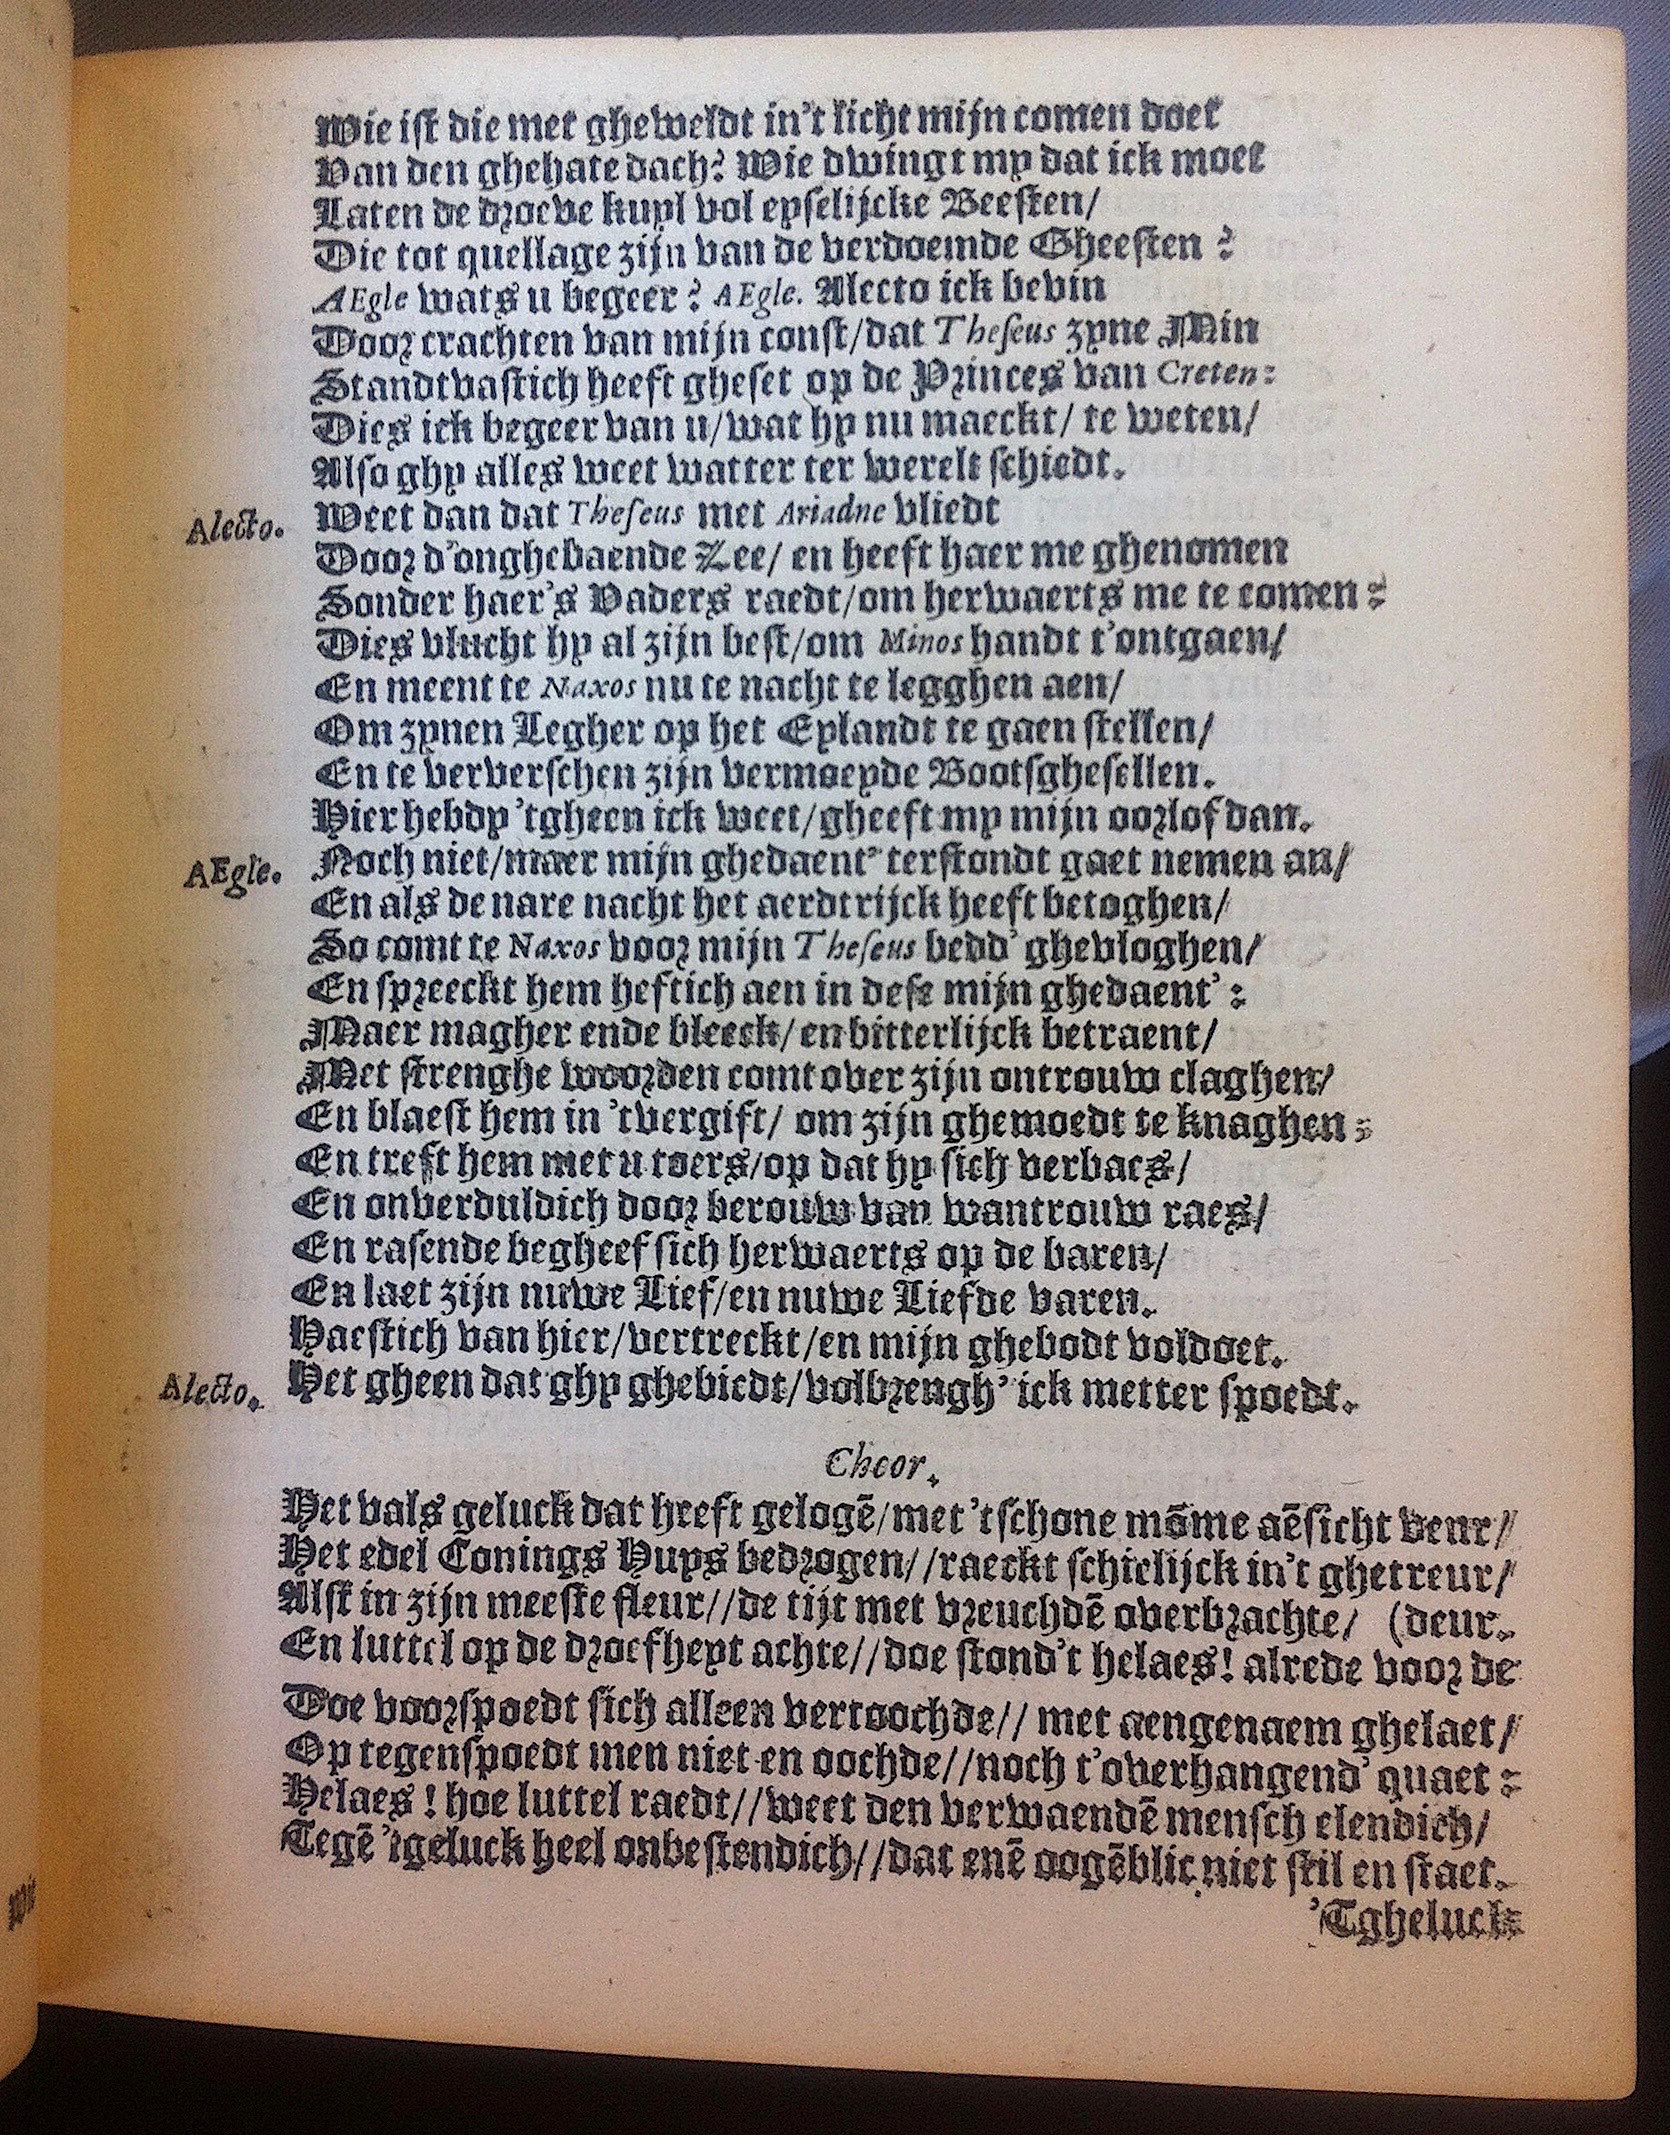 Wie ist die met gheweldt in't licht mijn comen doet
Van den ghehate dach? Wie dwingt my dat ick moet
Laten de droeve kuyl vol eyselijcke Beesten/
Die tot quellage zijn van de verdoemde Gheesten?
AEgle wats u begeer? AEgle. Alecto ick bevin
Door crachten van mijn const/dat Theseus zyne Min
Standtvastich heeft gheset op de Princes van Creten:
Dies ick begeer van u/wat hy nu maeckt/ te weten/
Also ghy alles weet watter ter werelt schiedt.
Alecto. Weet dan dat Theseus met Ariadne vliedt
Door d'onghebaende Zee/ en heeft haer me ghenomen
Sonder haer's Vaders raedt/om herwaerts me te comen:
Dies vlucht hy al zijn best/om Minos handt t'ontgaen/
En meent te Naxos nu te nacht te legghen aen/
Om zynen Legher op het Eylandt te gaen stellen/
En te ververschen zijn vermoeyde Bootsghesellen.
Hier hebdy 'tgheen ick weet/gheeft my mijn oorlof dan.
AEgle. Noch niet/maer mijn ghedaent' terstondt gaet nemen an/
En als de nare nacht het aerdtrijck heeft betoghen/
So comt te Naxos voor mijn Theseus bedd' ghevloghen/
En spreeckt hem heftich aen in dese mijn ghedaent':
Maer magher ende bleeck/ en bitterlijck betraent/
Met strenghe woorden comt over zijn ontrouw claghen/
En blaest hem in 'tvergift/ om zijn ghemoedt te knaghen:
En treft hem met u toers/op dat hy sich verbaes/
En onverduldich door berouw van wantrouw raes/
En rasende begheef sich herwaerts op de baren/
En laet zijn nuwe Lief/en nuwe Liefde varen.
Haestich van hier/vertreckt/en mijn ghebodt voldoet.
Alecto. Het gheen dat ghy ghebiedt/volbrengh' ick metter spoedt.
Choor.
Het vals geluck dat heeft gelogē/met 'tschone mōme aēsicht veur//
Het edel Conings Huys bedrogen//raeckt schielijck in't ghetreur/
Alst in zijn meeste fleur//de tijt met vreuchdē overbrachte/ (deur.
En luttel op de droefheyt achte//doe stond't helaes! alrede voor de
Doe voorspoedt sich alleen vertoochde// met aengenaem ghelaet/
Op tegenspoedt men niet en oochde//noch t'overhangend' quaet:
Helaes! hoe luttel raedt//weet den verwaendē mensch elendich/
Tegē 'tgeluck heel onbestendich//dat enē oogēblic niet stil en staet.
'Tgheluck